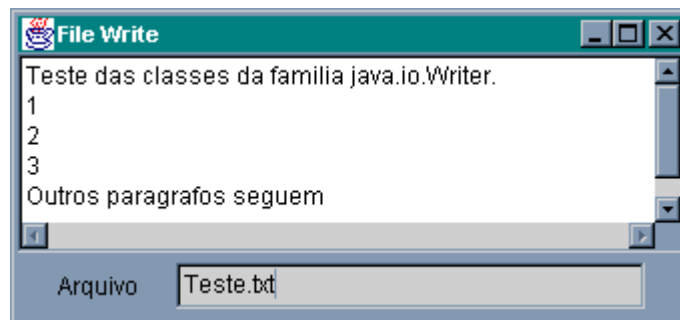 File Write
Teste das classes da familia java.io.Writer.
1
2
3
Outros paragrafos seguem
Arquivo Teste.txt